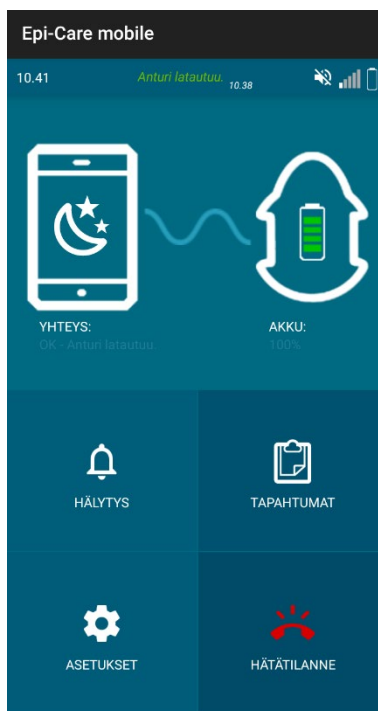 Epi-Care mobile
10.41 Anturi latautuu. 10.38
YHTEYS: AKKU:
OK - Anturi latautuu. 100%
HÄLYTYS TAPAHTUMAT
ASETUKSET HÄTÄTILANNE